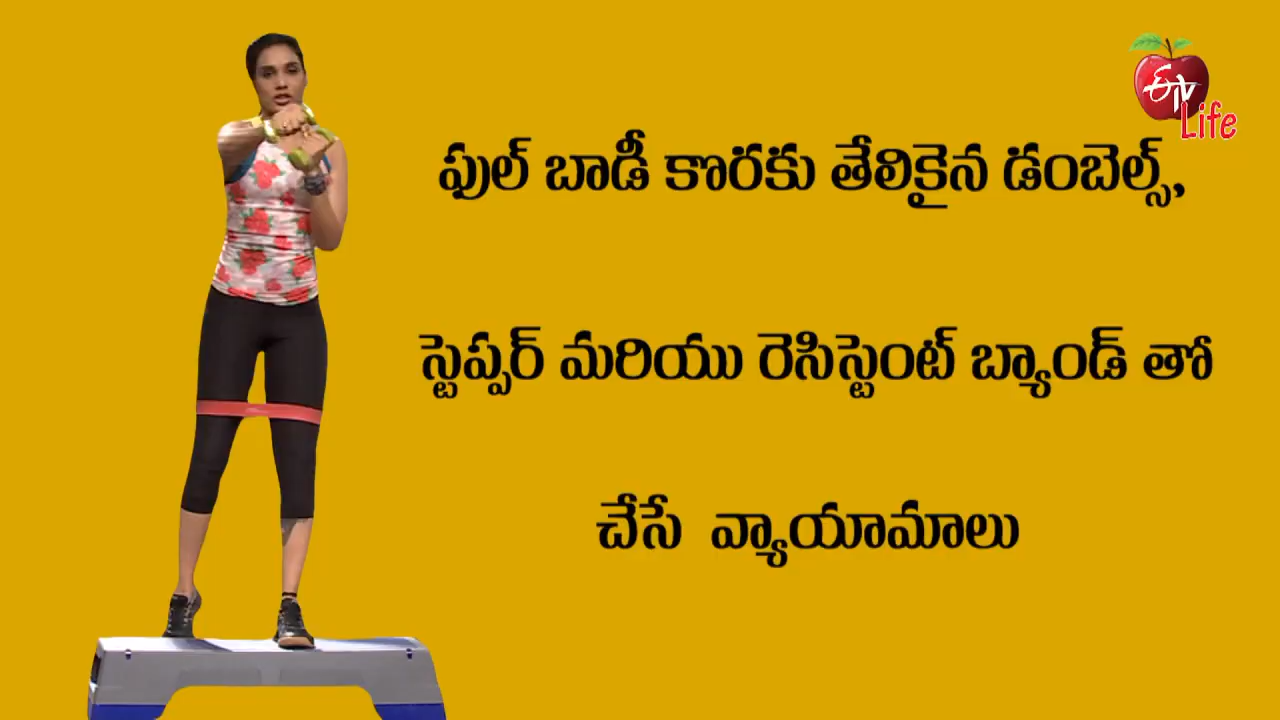 ETV
Life
ఫుల్ బాడీ కొరకు తేలికైన డంబెల్స్,
స్టెప్పర్ మరియు రెసిస్టెంట్ బ్యాండ్ తో
చేసే వ్యాయామాలు